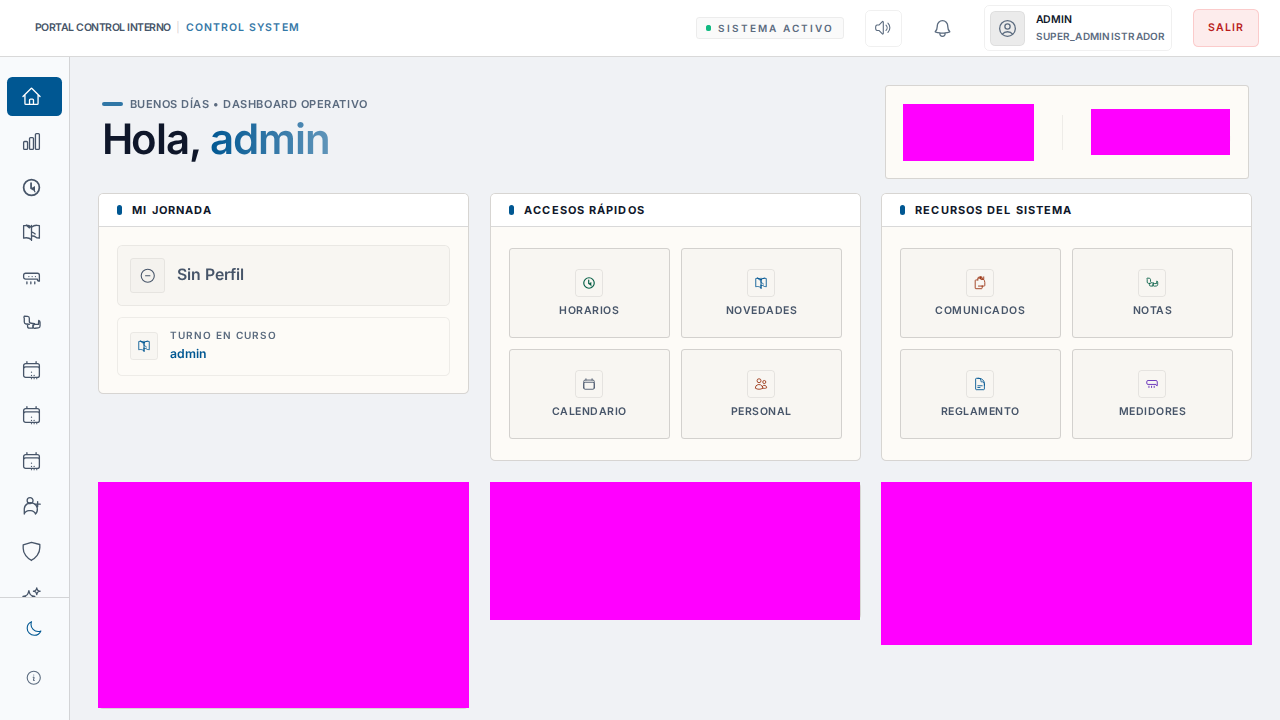 PORTAL CONTROL INTERNO | CONTROL SYSTEM
SISTEMA ACTIVO
ADMIN
SUPER_ADMINISTRADOR
SALIR
BUENOS DÍAS • DASHBOARD OPERATIVO
Hola, admin
MI JORNADA
Sin Perfil
TURNO EN CURSO
admin
ACCESOS RÁPIDOS
HORARIOS
NOVEDADES
CALENDARIO
PERSONAL
RECURSOS DEL SISTEMA
COMUNICADOS
NOTAS
REGLAMENTO
MEDIDORES